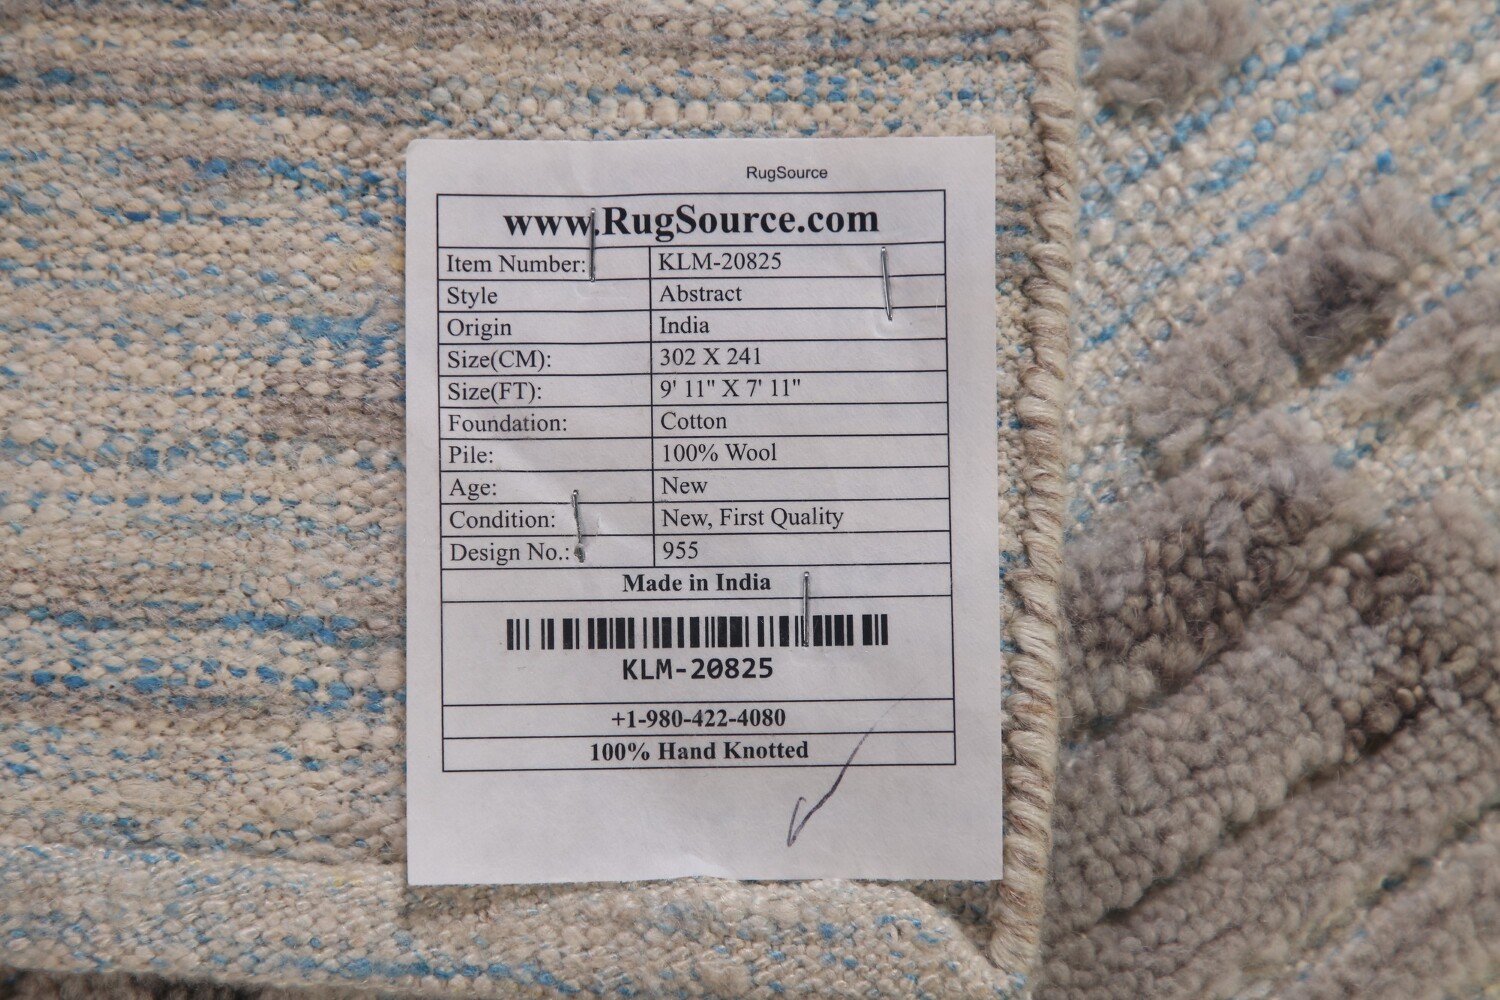 RugSource
www.RugSource.com
Item Number: KLM-20825
Style Abstract
Origin India
Size(CM): 302 X 241
Size(FT): 9' 11" X 7' 11"
Foundation: Cotton
Pile: 100% Wool
Age: New
Condition: New, First Quality
Design No.: 955
Made in India
KLM-20825
+1-980-422-4080
100% Hand Knotted